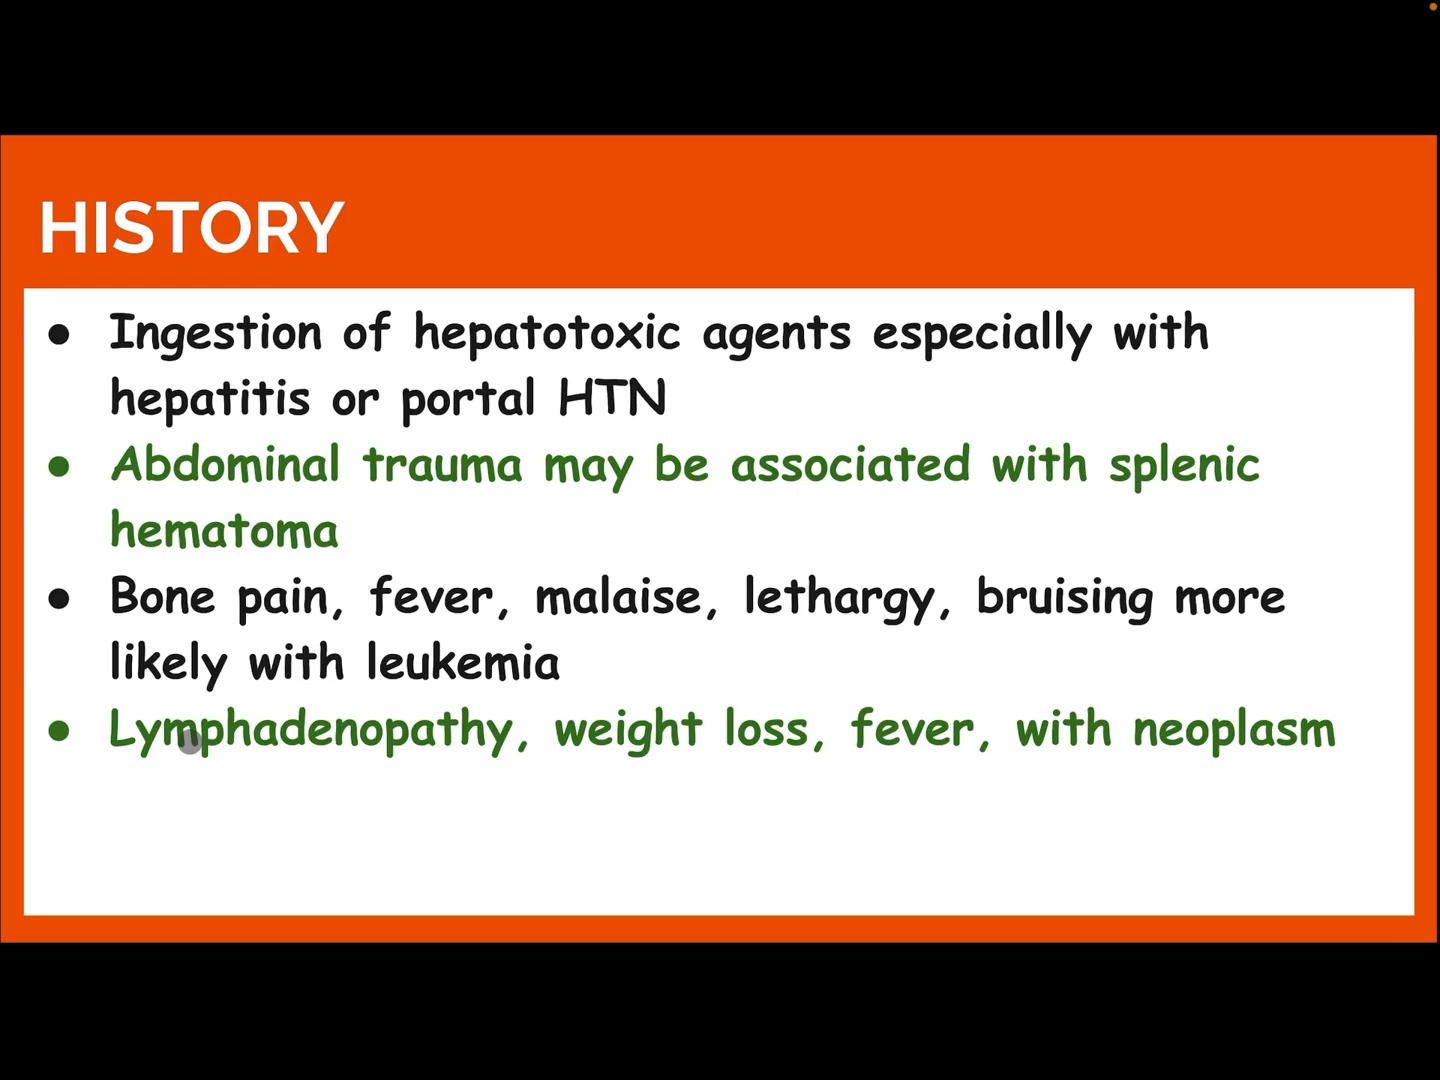 HISTORY
● Ingestion of hepatotoxic agents especially with
hepatitis or portal HTN
● Abdominal trauma may be associated with splenic
hematoma
● Bone pain, fever, malaise, lethargy, bruising more
likely with leukemia
● Lymphadenopathy, weight loss, fever, with neoplasm